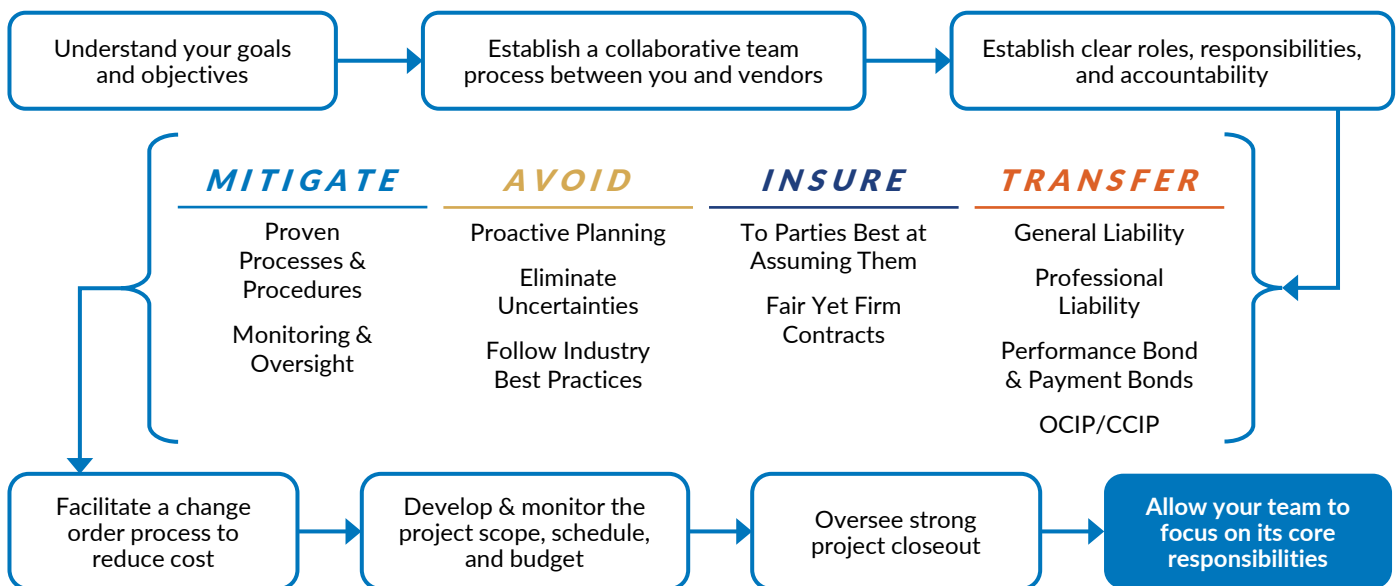 Understand your goals
and objectives
Establish a collaborative team
process between you and vendors
Establish clear roles, responsibilities,
and accountability
MITIGATE
Proven
Processes &
Procedures
Monitoring &
Oversight
AVOID
Proactive Planning
Eliminate
Uncertainties
Follow Industry
Best Practices
INSURE
To Parties Best at
Assuming Them
Fair Yet Firm
Contracts
TRANSFER
General Liability
Professional
Liability
Performance Bond
& Payment Bonds
OCIP/CCIP
Facilitate a change
order process to
reduce cost
Develop & monitor the
project scope, schedule,
and budget
Oversee strong
project closeout
Allow your team to
focus on its core
responsibilities